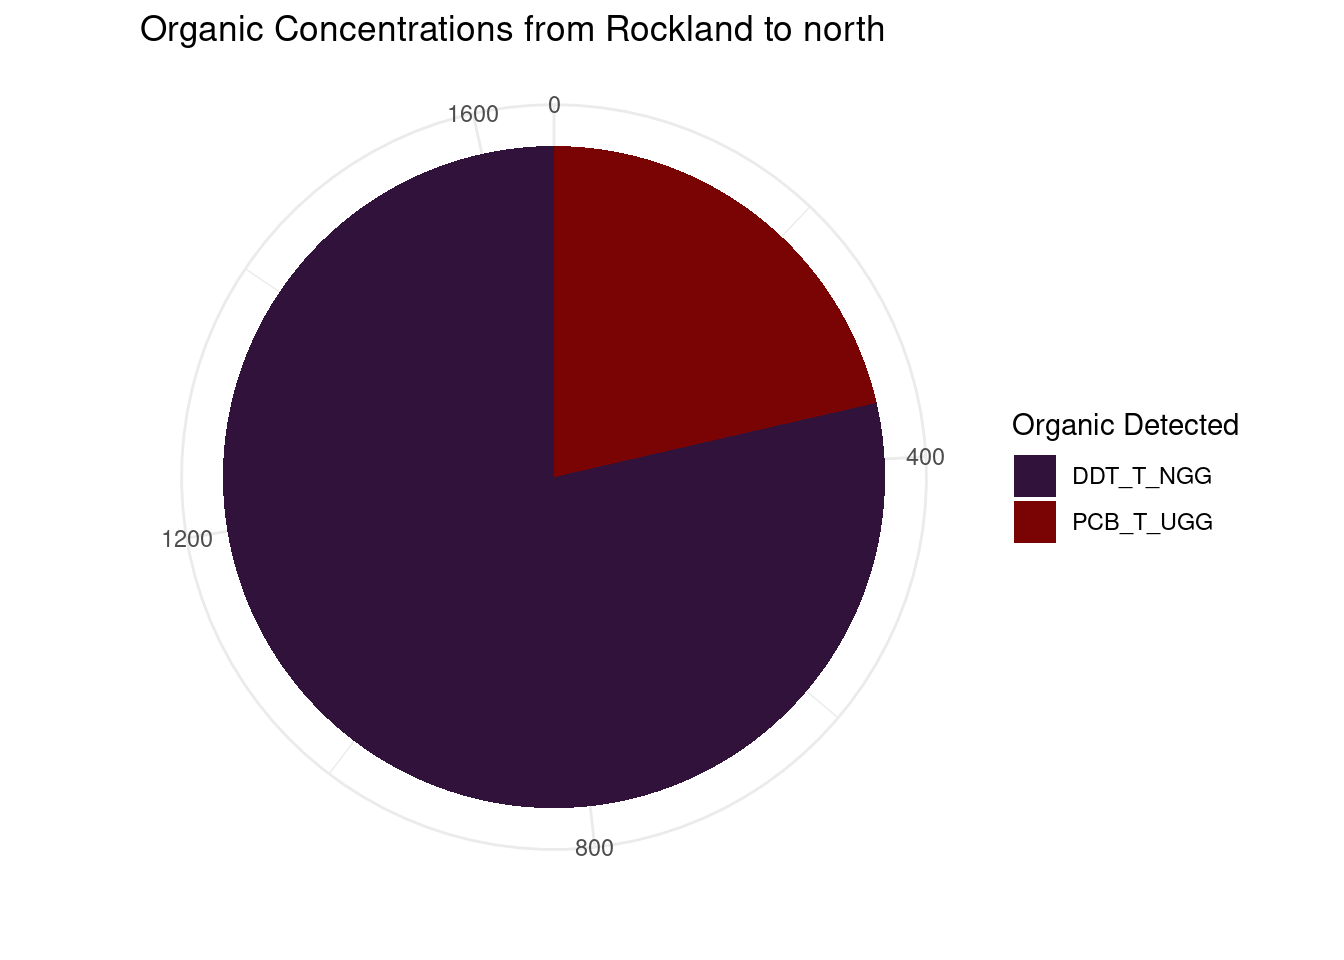 Organic Concentrations from Rockland to north
1600
0
400
800
1200
Organic Detected
DDT_T_NGG
PCB_T_UGG